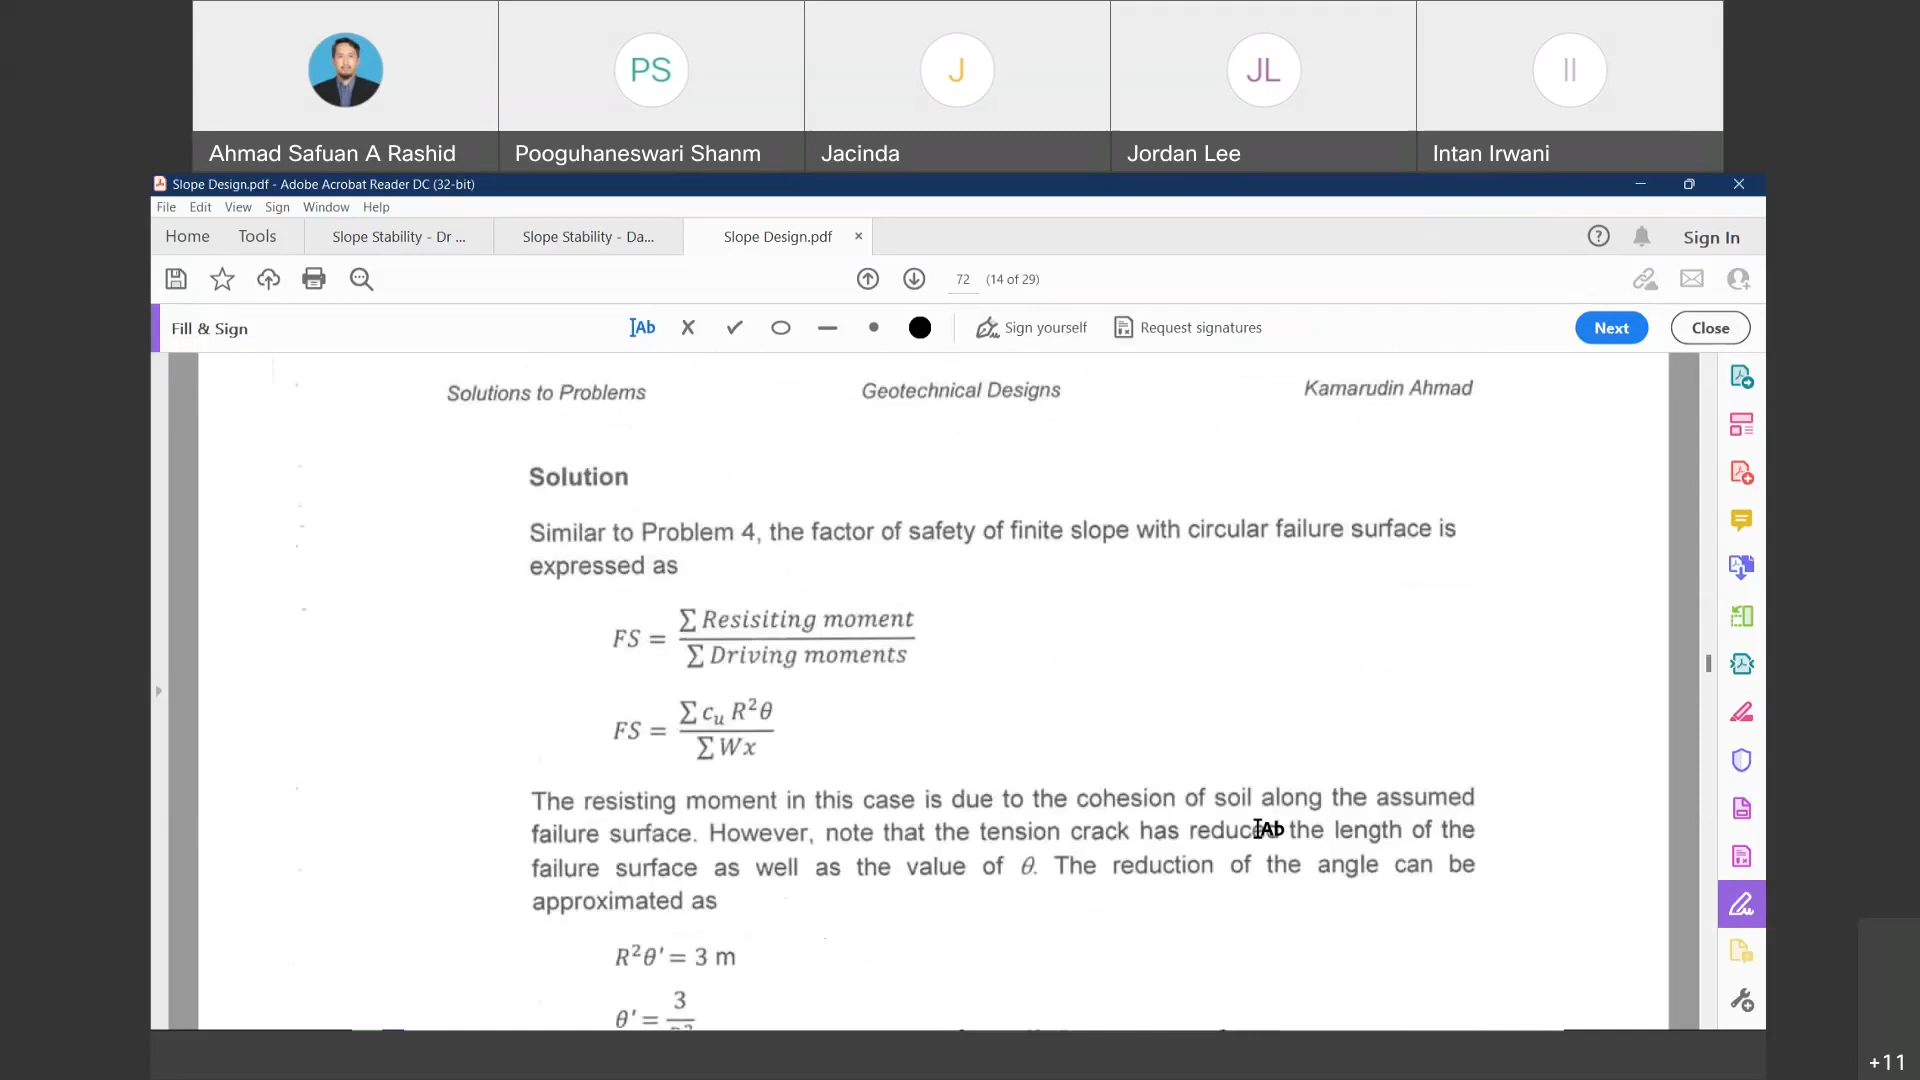 PS
J
JL
II
Ahmad Safuan A Rashid
Pooguhaneswari Shanm
Jacinda
Jordan Lee
Intan Irwani
Slope Design.pdf - Adobe Acrobat Reader DC (32-bit)
File Edit View Sign Window Help
Home Tools Slope Stability - Dr ... Slope Stability - Da... Slope Design.pdf × Sign In
72 (14 of 29)
Fill & Sign Ab Sign yourself Request signatures Next Close
Solutions to Problems Geotechnical Designs Kamarudin Ahmad
Solution
Similar to Problem 4, the factor of safety of finite slope with circular failure surface is
expressed as
FS = ∑ Resisiting moment / ∑ Driving moments
FS = ∑ c_u R²θ / ∑ Wx
The resisting moment in this case is due to the cohesion of soil along the assumed
failure surface. However, note that the tension crack has reduced the length of the
failure surface as well as the value of θ. The reduction of the angle can be
approximated as
R²θ' = 3 m
θ' = 3
+11